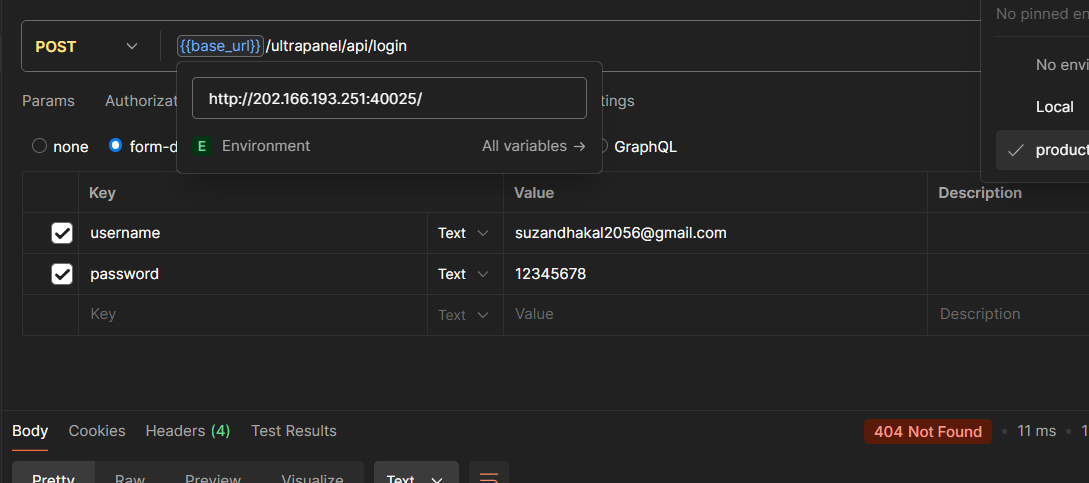 No pinned en
POST {{base_url}}/ultrapanel/api/login
No envi
http://202.166.193.251:40025/
Params Authorizat tings
Local
E Environment All variables →
none form-d GraphQL
product
Key Value Description
username Text suzandhakal2056@gmail.com
password Text 12345678
Key Text Value Description
Body Cookies Headers (4) Test Results 404 Not Found • 11 ms • 1
Pretty Raw Preview Visualize Text